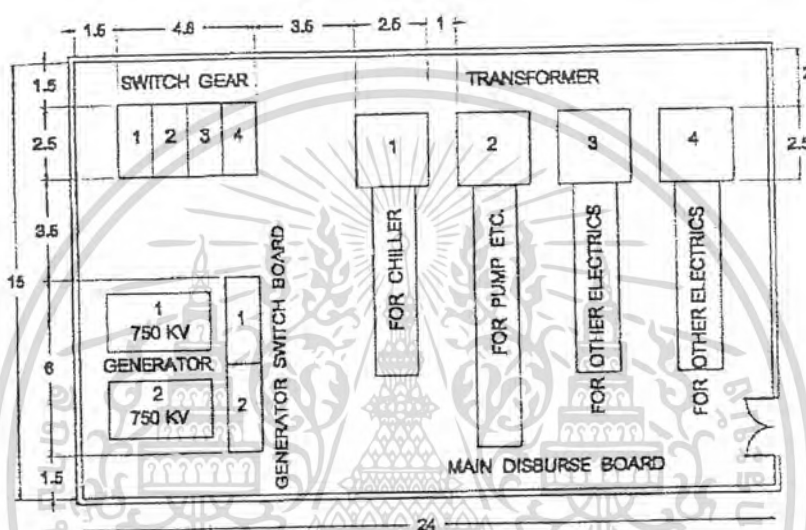 1.5 4.8 3.5 2.5 1
SWITCH GEAR TRANSFORMER
1.5 2
2.5 1 2 3 4 1 2 3 4 2.5
3.5
15
6
1.5
1
750 KV
GENERATOR
2
750 KV
1
2
GENERATOR SWITCH BOARD
FOR CHILLER
FOR PUMP ETC.
FOR OTHER ELECTRICS
FOR OTHER ELECTRICS
MAIN DISBURSE BOARD
24